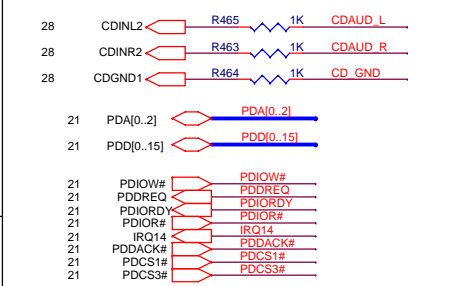 28 CDINL2 R465 1K CDAUD_L
28 CDINR2 R463 1K CDAUD_R
28 CDGND1 R464 1K CD_GND
21 PDA[0..2] PDA[0..2]
21 PDD[0..15] PDD[0..15]
21 PDIOW# PDIOW#
21 PDDREQ PDDREQ
21 PDIORDY PDIORDY
21 PDIOR# PDIOR#
21 IRQ14 IRQ14
21 PDDACK# PDDACK#
21 PDCS1# PDCS1#
21 PDCS3# PDCS3#